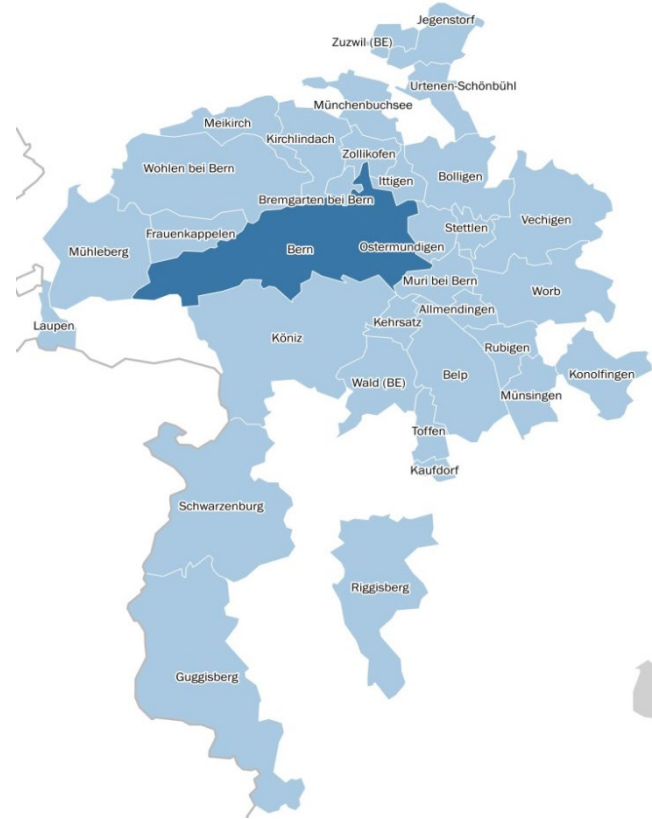 Jegenstorf
Zuzwil (BE)
Urtenen-Schönbühl
Münchenbuchsee
Meikirch
Kirchlindach
Zollikofen
Wohlen bei Bern
Ittigen
Bolligen
Bremgarten bei Bern
Vechigen
Stettlen
Frauenkappelen
Mühleberg
Bern
Ostermundigen
Muri bei Bern
Worb
Allmendingen
Laupen
Kehrsatz
Köniz
Rubigen
Konolfingen
Wald (BE)
Belp
Münsingen
Toffen
Kaufdorf
Schwarzenburg
Riggisberg
Guggisberg